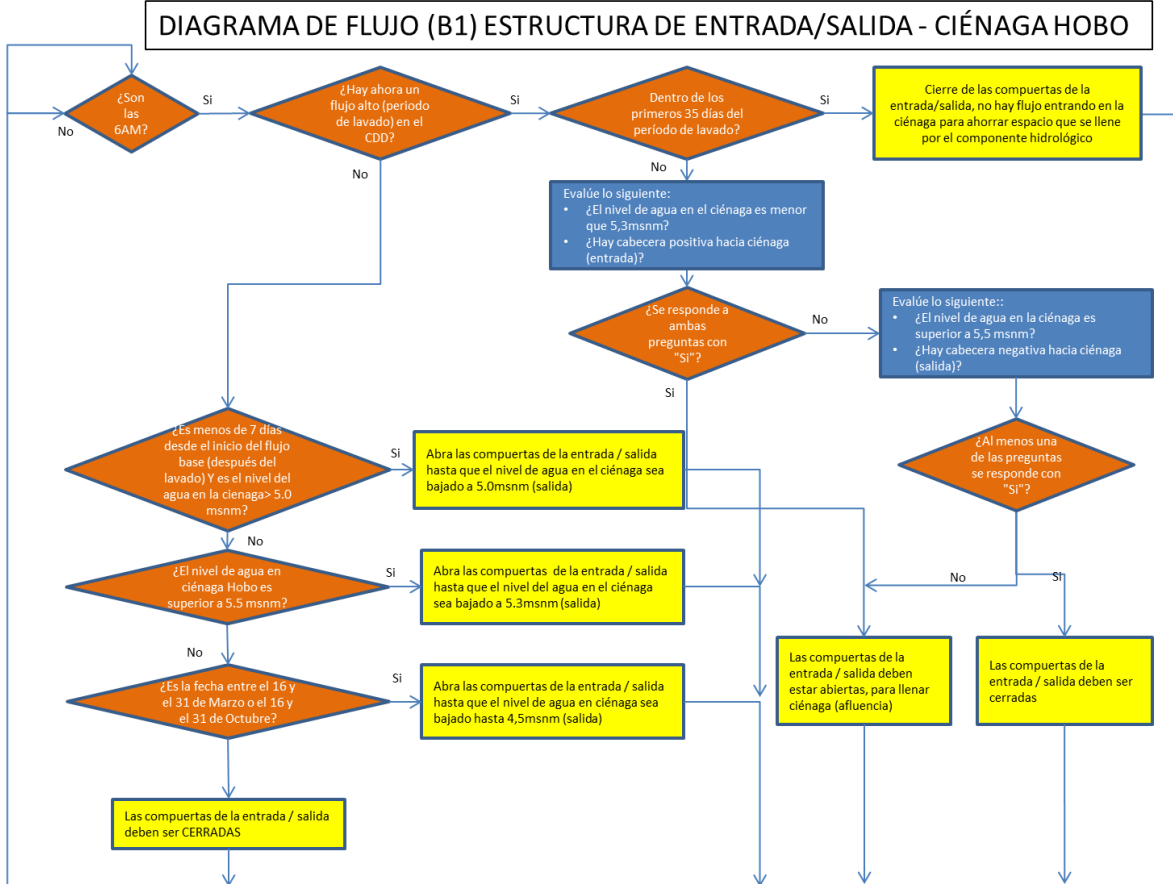 DIAGRAMA DE FLUJO (B1) ESTRUCTURA DE ENTRADA/SALIDA - CIÉNAGA HOBO
¿Son
las
6AM?
Si
No
¿Hay ahora un
flujo alto (periodo
de lavado) en el
CDD?
Si
No
Dentro de los
primeros 35 días del
período de lavado?
Si
No
Cierre de las compuertas de la
entrada/salida, no hay flujo entrando en la
ciénaga para ahorrar espacio que se llene
por el componente hidrológico
Evalúe lo siguiente:
• ¿El nivel de agua en el ciénaga es menor
que 5,3msnm?
• ¿Hay cabecera positiva hacia ciénaga
(entrada)?
¿Se responde a
ambas
preguntas con
"Si"?
No
Si
Evalúe lo siguiente::
• ¿El nivel de agua en la ciénaga es
superior a 5,5 msnm?
• ¿Hay cabecera negativa hacia ciénaga
(salida)?
¿Al menos una
de las preguntas
se responde con
"Si"?
No
Si
¿Es menos de 7 días
desde el inicio del flujo
base (después del
lavado) Y es el nivel del
agua en la cienaga> 5.0
msnm?
Si
No
Abra las compuertas de la entrada / salida
hasta que el nivel de agua en el ciénaga sea
bajado a 5.0msnm (salida)
¿El nivel de agua en
ciénaga Hobo es
superior a 5.5 msnm?
Si
No
Abra las compuertas  de la entrada / salida
hasta que el nivel del agua en el ciénaga
sea bajado a 5.3msnm (salida)
¿Es la fecha entre el 16 y
el 31 de Marzo o el 16 y
el 31 de Octubre?
Si
No
Abra las compuertas de la entrada / salida
hasta que el nivel de agua en ciénaga sea
bajado hasta 4,5msnm (salida)
Las compuertas de la
entrada / salida deben
estar abiertas, para llenar
ciénaga (afluencia)
Las compuertas de la
entrada / salida deben ser
cerradas
Las compuertas de la entrada / salida
deben ser CERRADAS